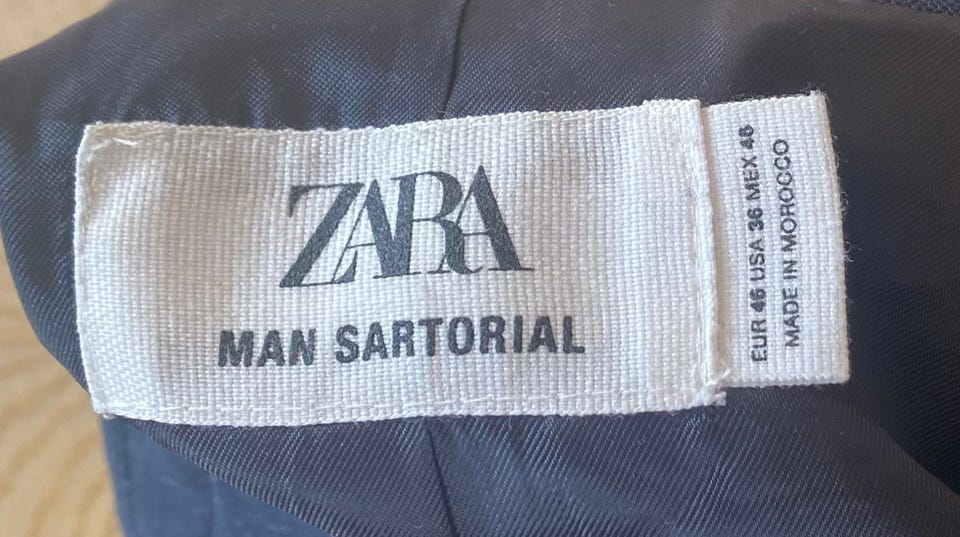 ZARA
MAN SARTORIAL
EUR 46 USA 36 MEX 46
MADE IN MOROCCO